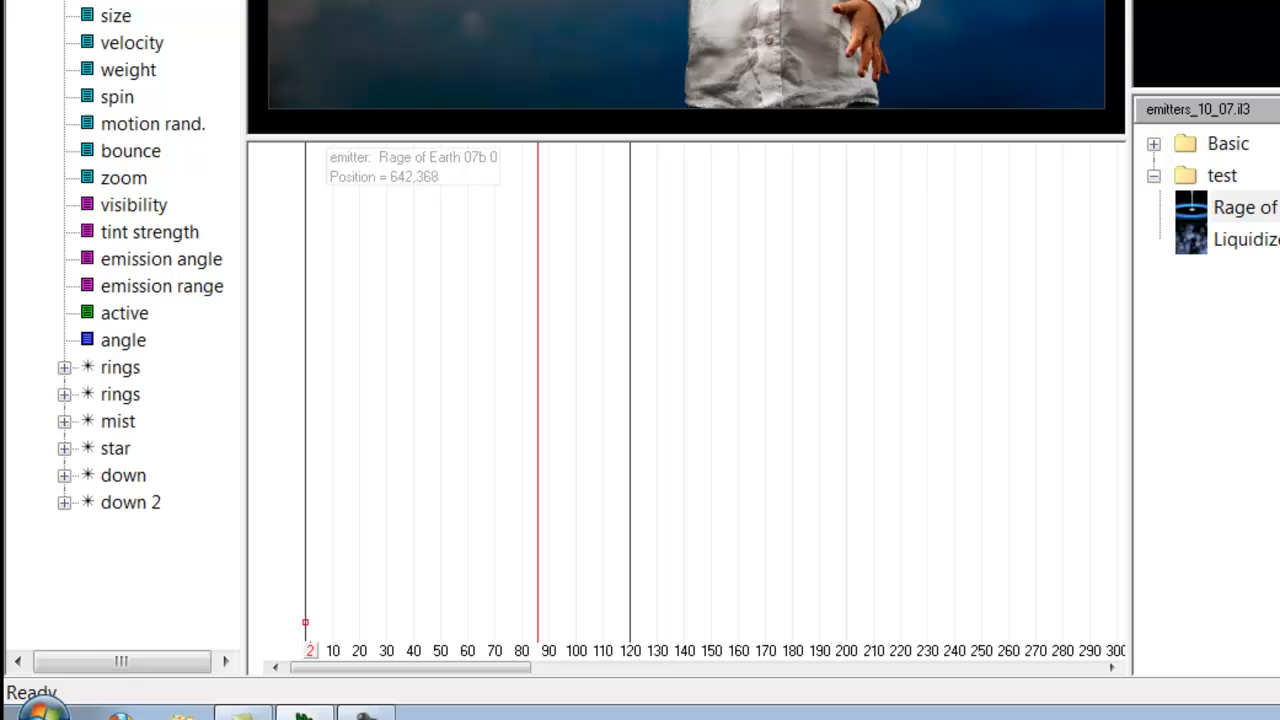 size
velocity
weight
spin
motion rand.
bounce
zoom
visibility
tint strength
emission angle
emission range
active
angle
rings
rings
mist
star
down
down 2
emitter: Rage of Earth 07b 0
Position = 642,368
2 10 20 30 40 50 60 70 80 90 100 110 120 130 140 150 160 170 180 190 200 210 220 230 240 250 260 270 280 290 300
emitters_10_07.il3
Basic
test
Rage of
Liquidize
Ready